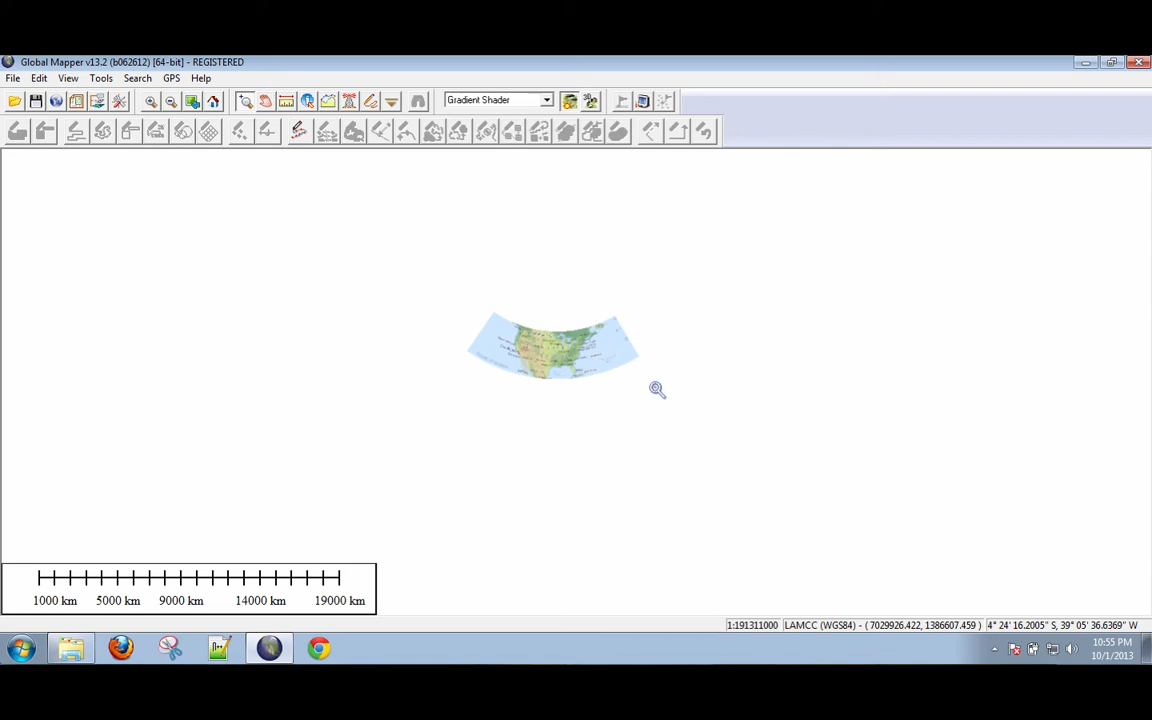 Global Mapper v13.2 (b062612) [64-bit] - REGISTERED
File Edit View Tools Search GPS Help
Gradient Shader
1000 km 5000 km 9000 km 14000 km 19000 km
1:191311000 LAMCC (WGS84) - ( 7029926.422, 1386607.459 ) 4° 24' 16.2005" S, 39° 05' 36.6369" W
10:55 PM
10/1/2013